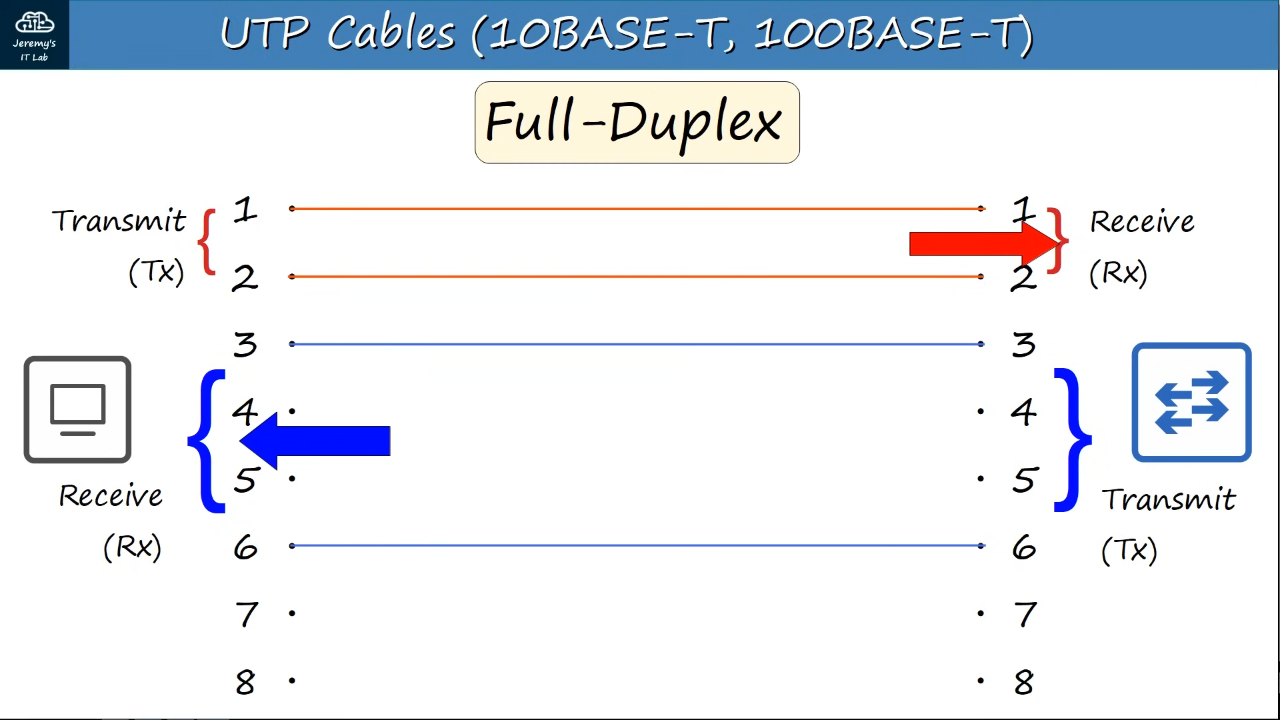 Jeremy's
IT Lab
UTP Cables (10BASE-T, 100BASE-T)
Full-Duplex
Transmit
(Tx)
1 1
Receive
(Rx)
2 2
3 3
4 4
5 5
Receive
(Rx)
Transmit
(Tx)
6 6
7 7
8 8